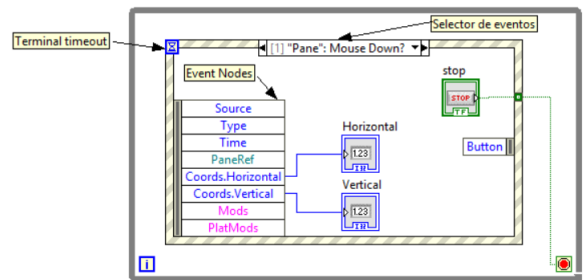 Selector de eventos
Terminal timeout
[1] "Pane": Mouse Down?
Event Nodes
stop
STOP
TF
Source
Type
Time
PaneRef
Coords.Horizontal
Coords.Vertical
Mods
PlatMods
Horizontal
1.23
Vertical
1.23
Button
i